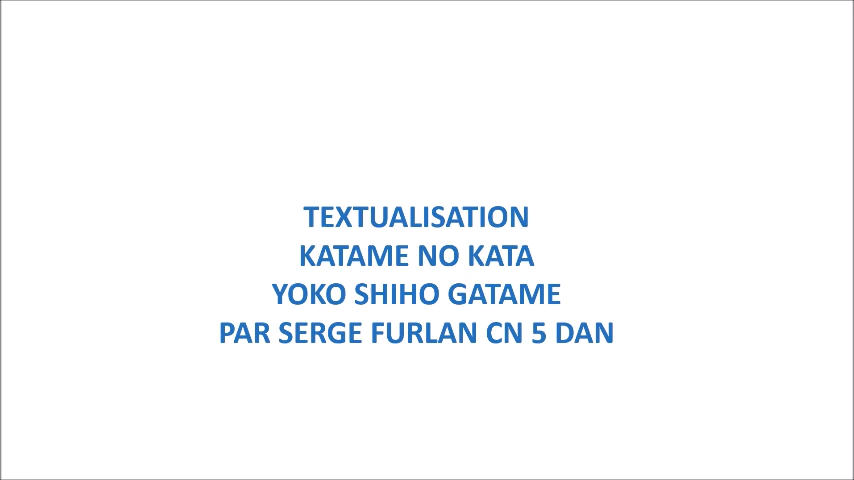 TEXTUALISATION
KATAME NO KATA
YOKO SHIHO GATAME
PAR SERGE FURLAN CN 5 DAN